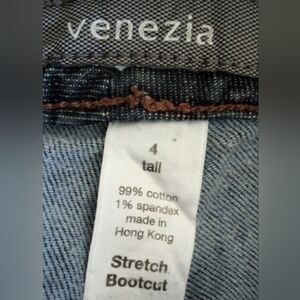 venezia
4
tall
99% cotton
1% spandex
made in
Hong Kong
Stretch
Bootcut